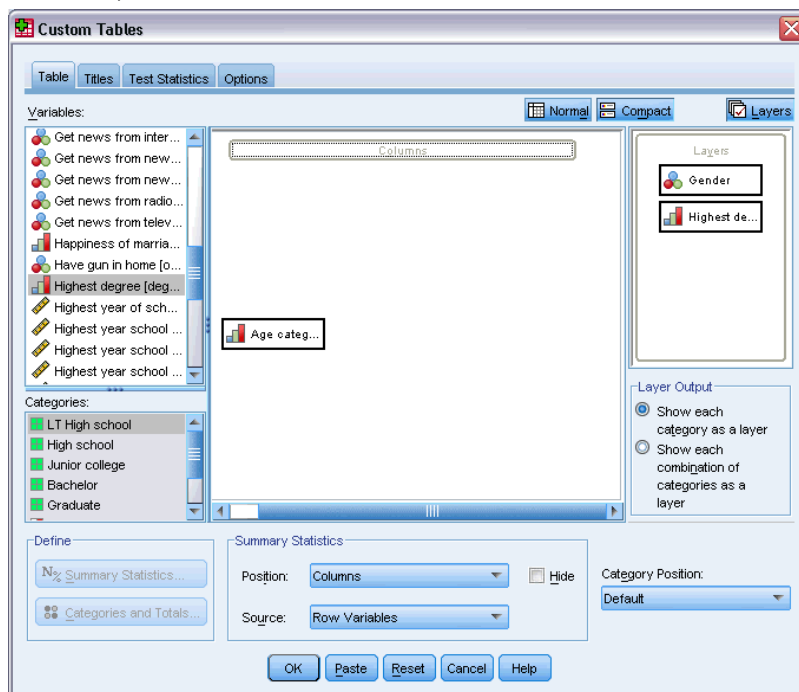 Custom Tables
Table Titles Test Statistics Options
Variables:
Normal Compact Layers
Get news from inter...
Get news from new...
Get news from new...
Get news from radio...
Get news from telev...
Happiness of marria...
Have gun in home [o...
Highest degree [deg...
Highest year of sch...
Highest year school ...
Highest year school ...
Highest year school ...
Categories:
LT High school
High school
Junior college
Bachelor
Graduate
Columns
Age categ...
Layers
Gender
Highest de...
Layer Output
Show each
category as a layer
Show each
combination of
categories as a
layer
Define
N% Summary Statistics...
Categories and Totals...
Summary Statistics
Position: Columns Hide
Source: Row Variables
Category Position:
Default
OK Paste Reset Cancel Help